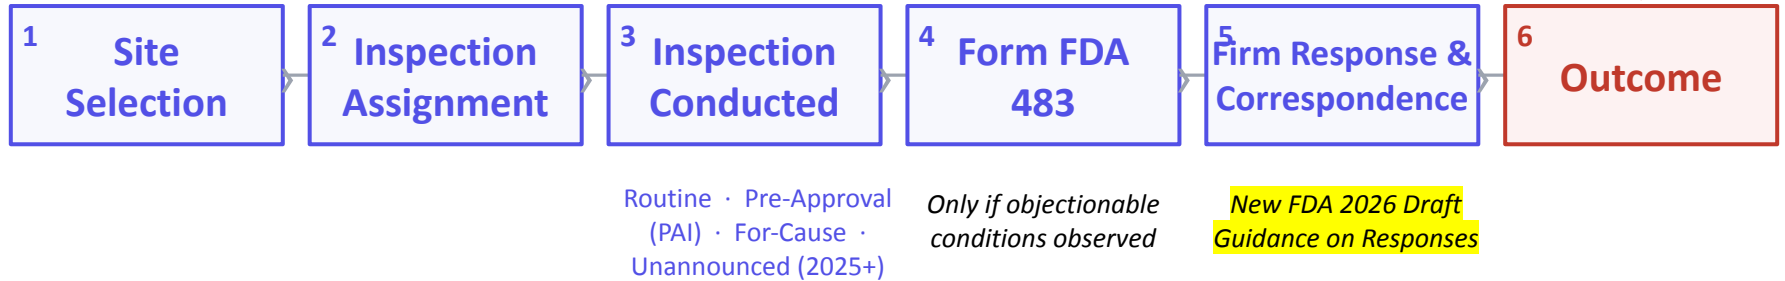 1
Site
Selection
2
Inspection
Assignment
3
Inspection
Conducted
4
Form FDA
483
5
Firm Response &
Correspondence
6
Outcome
Routine · Pre-Approval
(PAI) · For-Cause ·
Unannounced (2025+)
Only if objectionable
conditions observed
New FDA 2026 Draft
Guidance on Responses